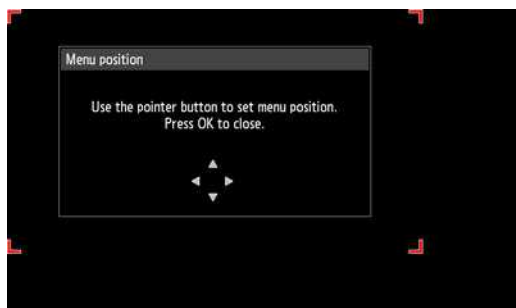 Menu position
Use the pointer button to set menu position.
Press OK to close.